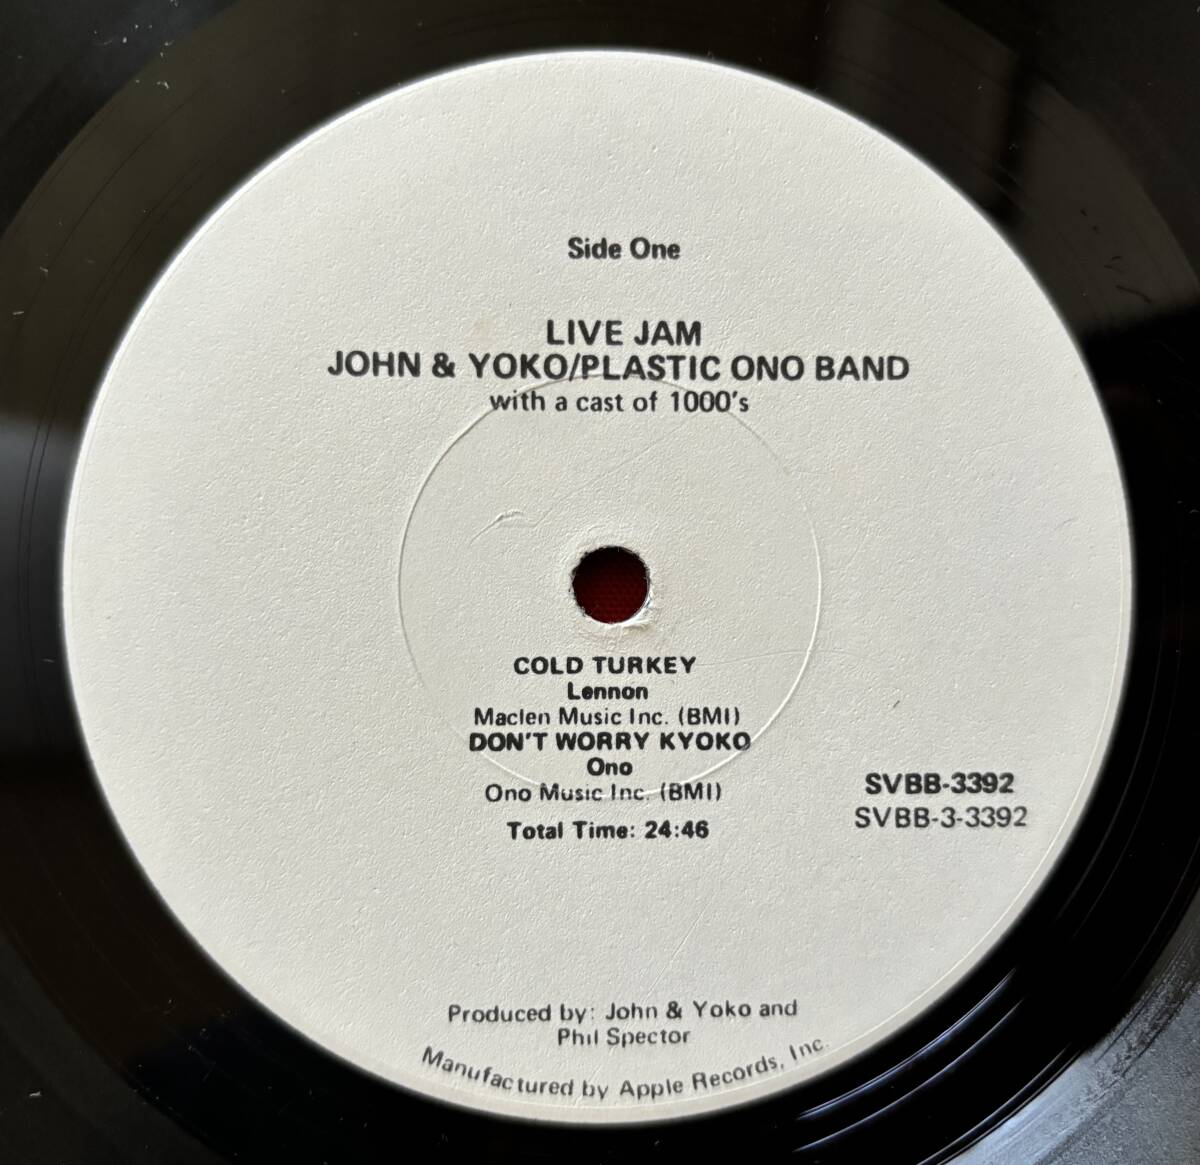 Side One
LIVE JAM
JOHN & YOKO/PLASTIC ONO BAND
with a cast of 1000's
COLD TURKEY
Lennon
Maclen Music Inc. (BMI)
DON'T WORRY KYOKO
Ono
Ono Music Inc. (BMI)
Total Time: 24:46
SVBB-3392
SVBB-3-3392
Produced by: John & Yoko and
Phil Spector
Manufactured by Apple Records, Inc.